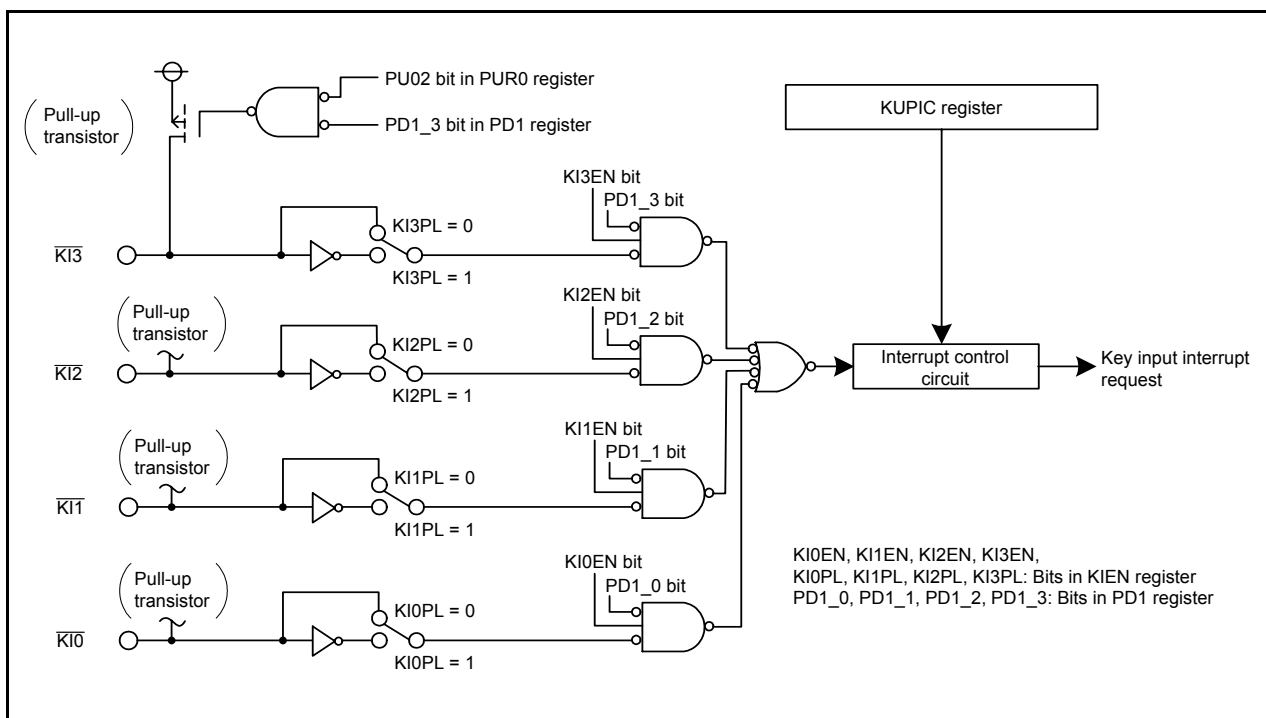 PU02 bit in PUR0 register
Pull-up
transistor
PD1_3 bit in PD1 register
KUPIC register
KI3EN bit
PD1_3 bit
KI3PL = 0
KI3
KI3PL = 1
Pull-up
transistor
KI2EN bit
PD1_2 bit
KI2PL = 0
KI2
KI2PL = 1
Interrupt control
circuit
Key input interrupt
request
Pull-up
transistor
KI1EN bit
PD1_1 bit
KI1PL = 0
KI1
KI1PL = 1
Pull-up
transistor
KI0EN bit
PD1_0 bit
KI0PL = 0
KI0
KI0PL = 1
KI0EN, KI1EN, KI2EN, KI3EN,
KI0PL, KI1PL, KI2PL, KI3PL: Bits in KIEN register
PD1_0, PD1_1, PD1_2, PD1_3: Bits in PD1 register